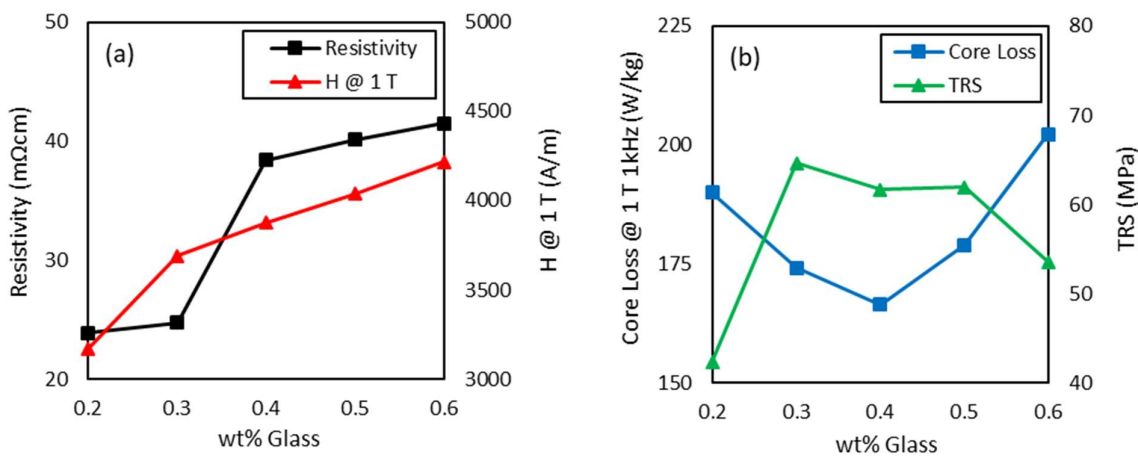 (a)
Resistivity
H @ 1 T
50
40
30
20
Resistivity (mΩcm)
5000
4500
4000
3500
3000
H @ 1 T (A/m)
0.2 0.3 0.4 0.5 0.6
wt% Glass
(b)
Core Loss
TRS
225
200
175
150
Core Loss @ 1 T 1kHz (W/kg)
80
70
60
50
40
TRS (MPa)
0.2 0.3 0.4 0.5 0.6
wt% Glass